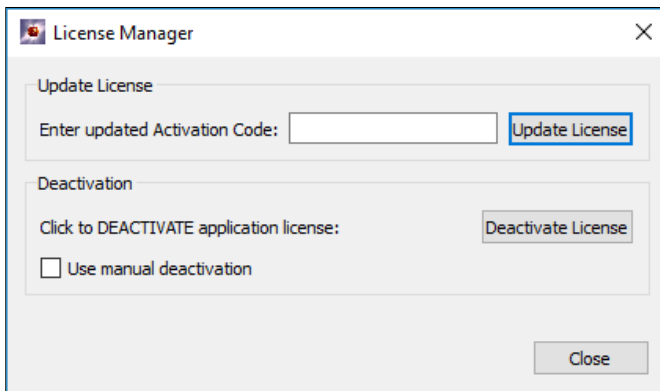 License Manager
Update License
Enter updated Activation Code: Update License
Deactivation
Click to DEACTIVATE application license: Deactivate License
Use manual deactivation
Close